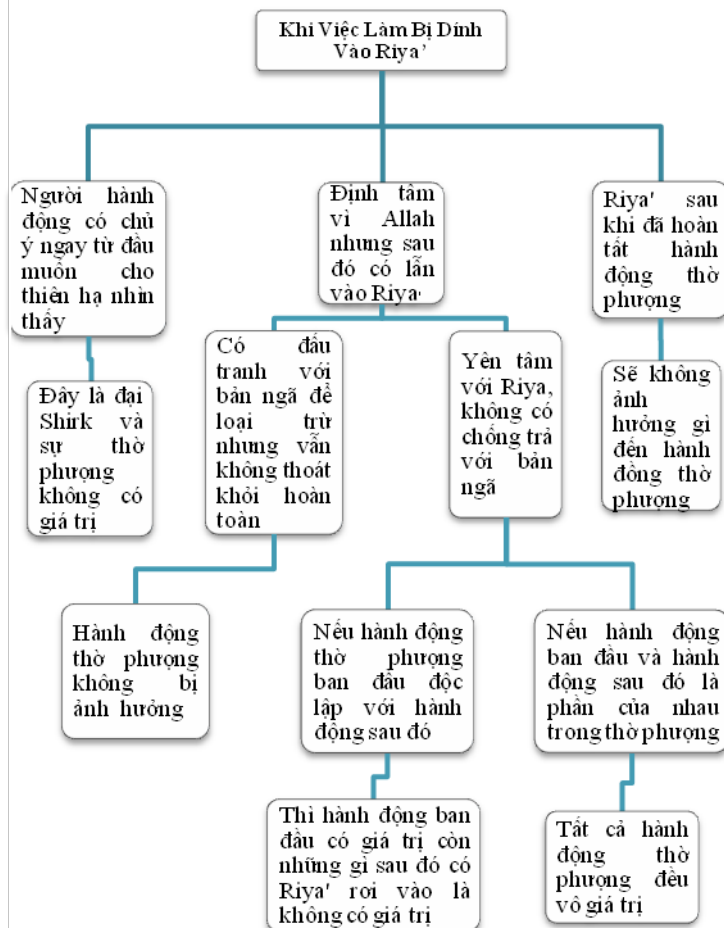 Khi Việc Làm Bị Dính
Vào Riya’
Người hành
động có chủ
ý ngay từ đầu
muốn cho
thiên hạ nhìn
thấy
Định tâm
vì Allah
nhưng sau
đó có lẫn
vào Riya'
Riya' sau
khi đã hoàn
tất hành
động thờ
phượng
Đây là đại
Shirk và
sự thờ
phượng
không có
giá trị
Có đấu
tranh với
bản ngã để
loại trừ
nhưng vẫn
không thoát
khỏi hoàn
toàn
Yên tâm
với Riya,
không có
chống trả
với bản
ngã
Sẽ không
ảnh
hưởng gì
đến hành
đồng thờ
phượng
Hành động
thờ phượng
không bị
ảnh hưởng
Nếu hành động
thờ phượng
ban đầu độc
lập với hành
động sau đó
Nếu hành động
ban đầu và hành
động sau đó là
phần của nhau
trong thờ phượng
Thì hành động ban
đầu có giá trị còn
những gì sau đó có
Riya' rơi vào là
không có giá trị
Tất cả hành
động thờ
phượng đều
vô giá trị